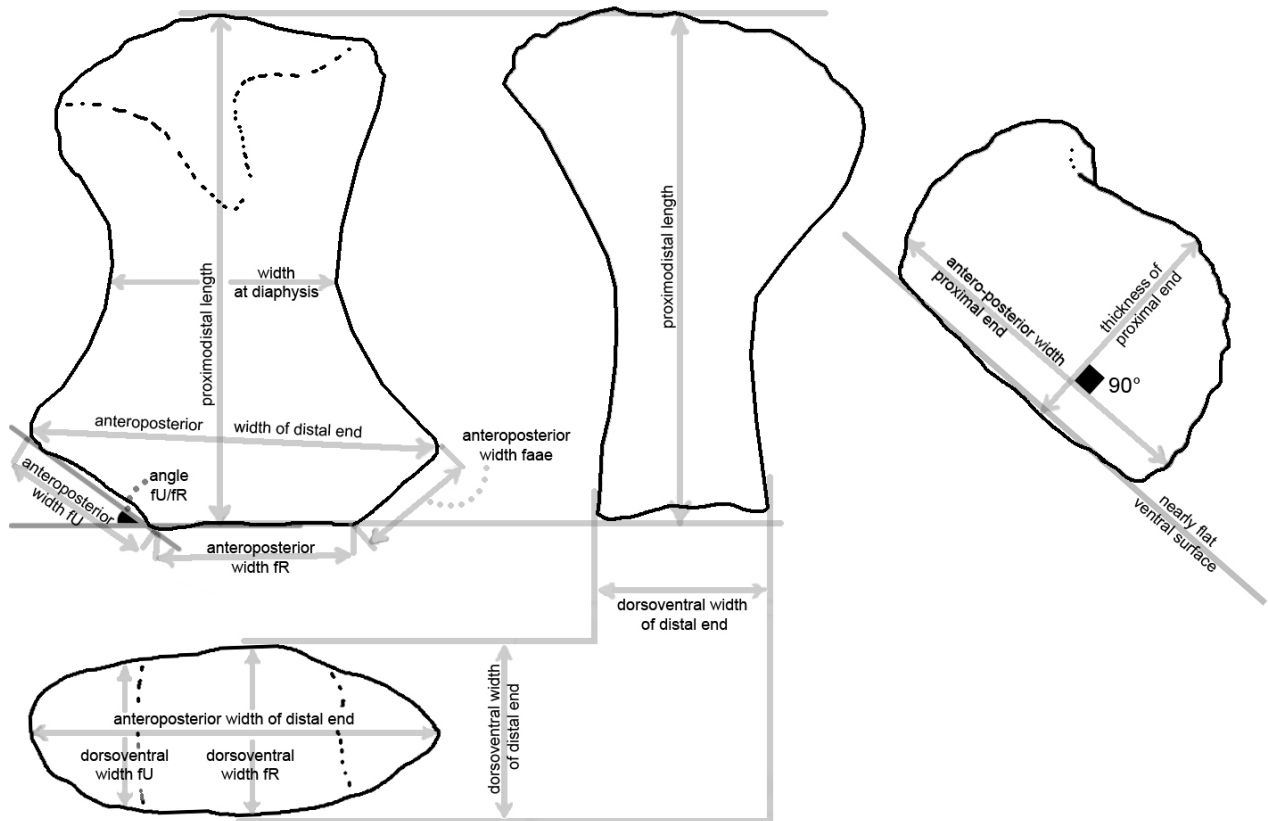 width
at diaphysis
proximodistal length
anteroposterior width of distal end
anteroposterior
width fU
angle
fU/fR
anteroposterior
width faae
anteroposterior
width fR
proximodistal length
dorsoventral width
of distal end
antero-posterior width
proximal end
thickness of
proximal end
90°
nearly flat
ventral surface
anteroposterior width of distal end
dorsoventral
width fU
dorsoventral
width fR
dorsoventral width
of distal end